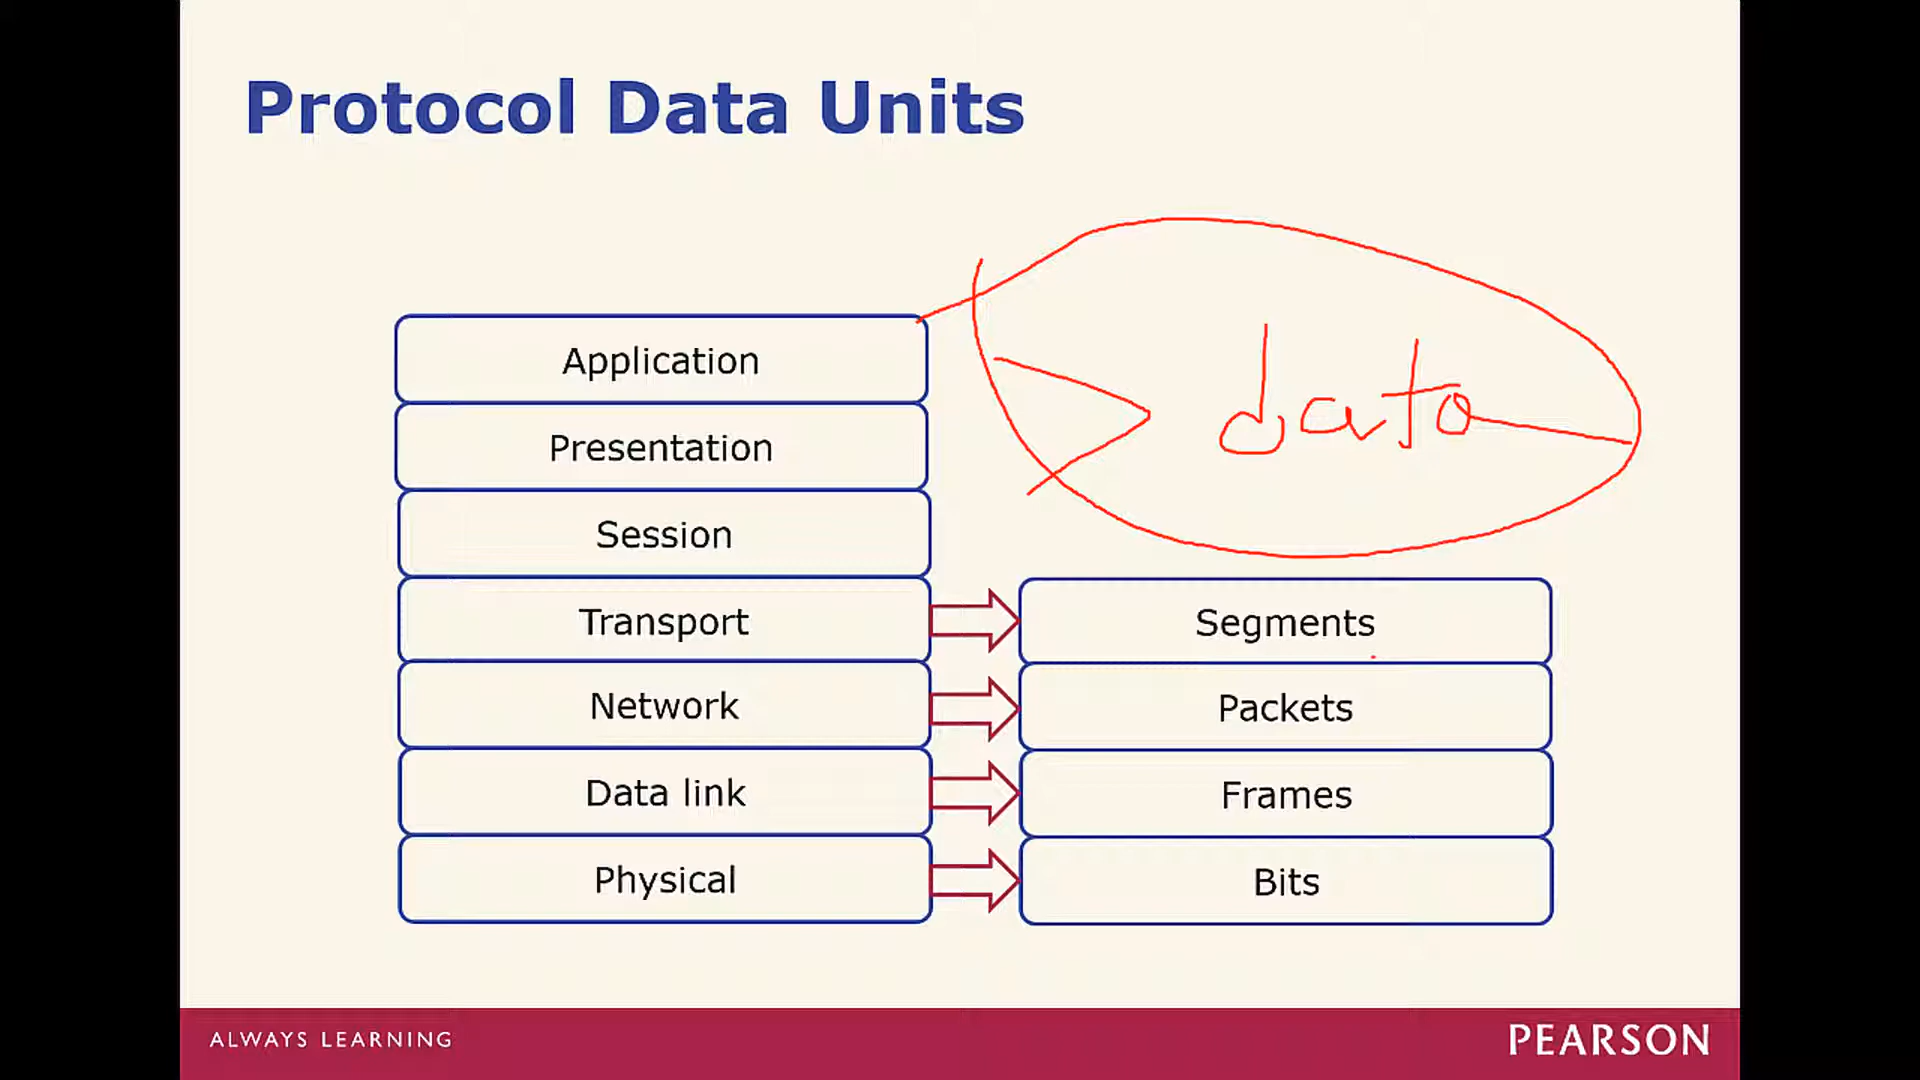 Protocol Data Units
Application
data
Presentation
Session
Transport
Segments
Network
Packets
Data link
Frames
Physical
Bits
ALWAYS LEARNING
PEARSON